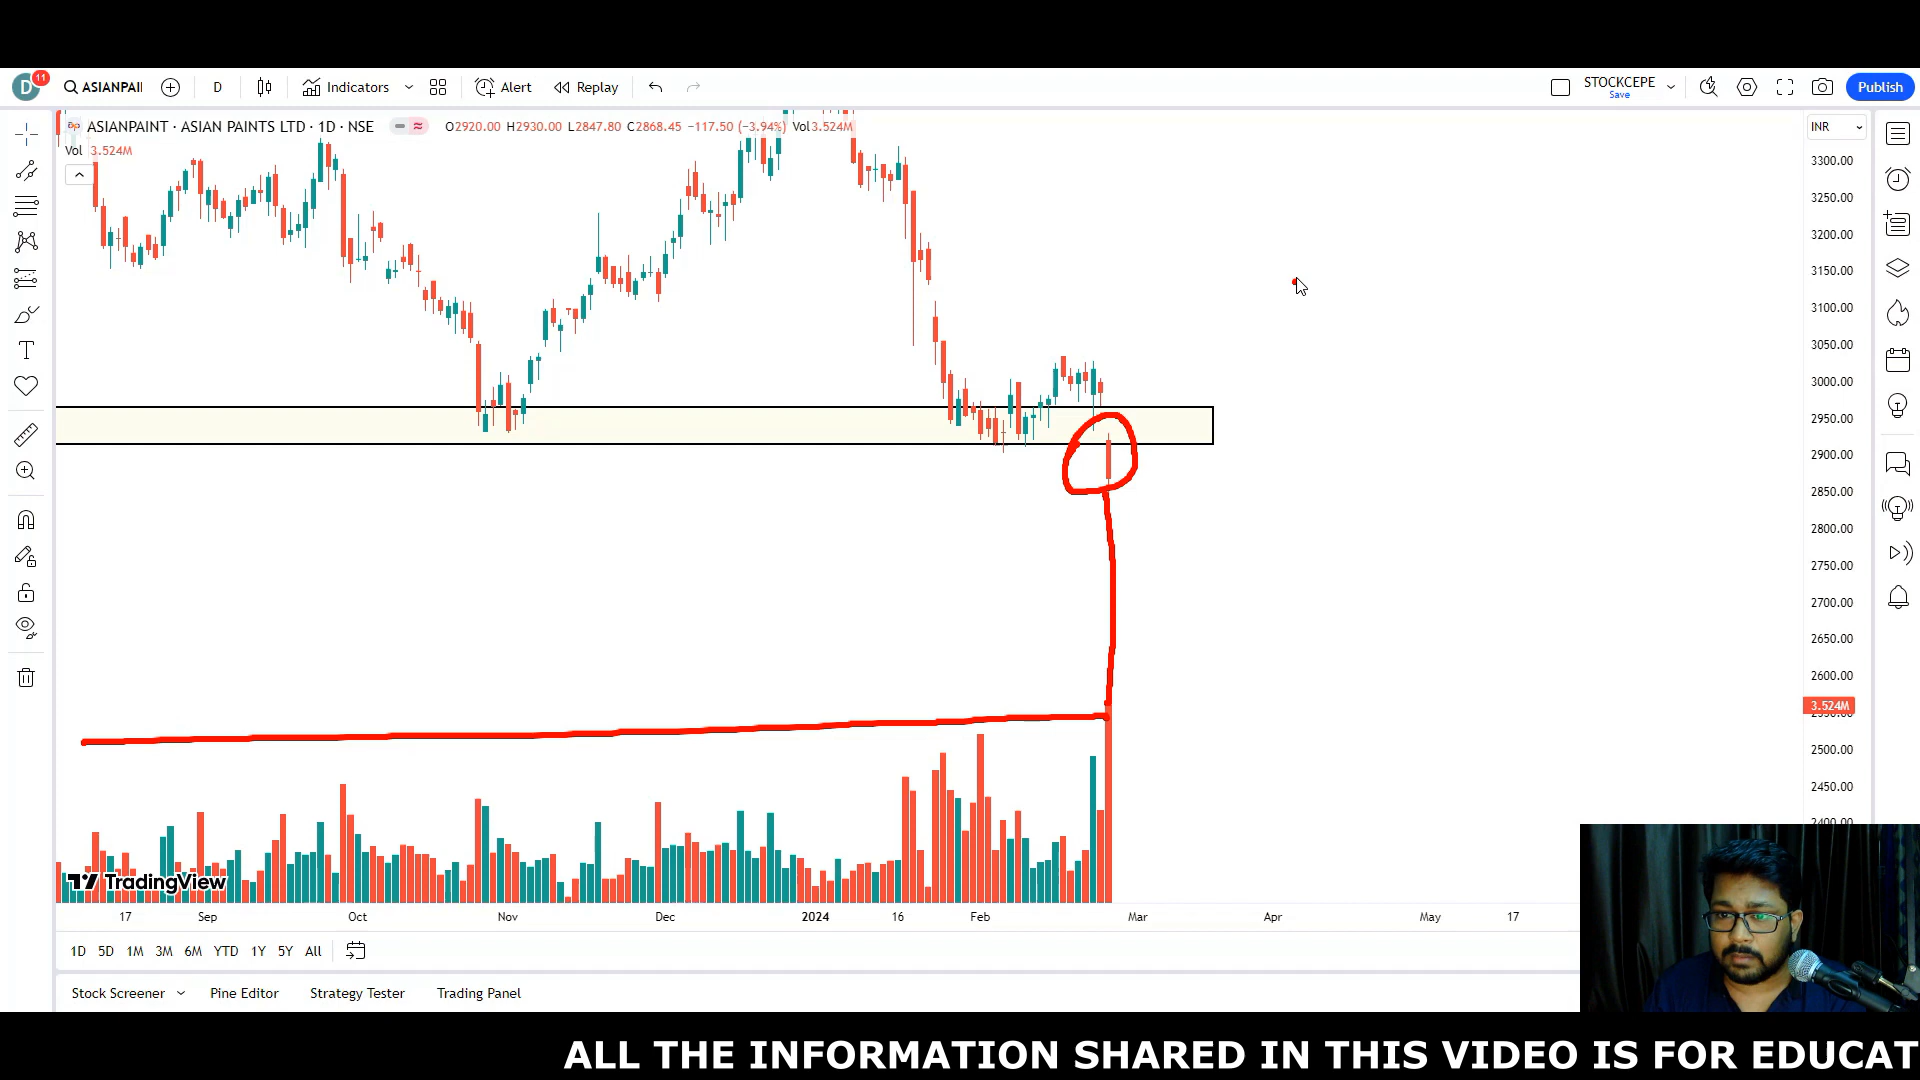 D 11 ASIANPAI D Indicators Alert Replay STOCKCEPE Save Publish
ASIANPAINT · ASIAN PAINTS LTD · 1D · NSE O2920.00 H2930.00 L2847.80 C2868.45 −117.50 (−3.94%) Vol3.524M INR
Vol 3.524M
3300.00
3250.00
3200.00
3150.00
3100.00
3050.00
3000.00
2950.00
2900.00
2850.00
2800.00
2750.00
2700.00
2650.00
2600.00
3.524M
2500.00
2450.00
TradingView
17 Sep Oct Nov Dec 2024 16 Feb Mar Apr May 17
1D 5D 1M 3M 6M YTD 1Y 5Y All
Stock Screener Pine Editor Strategy Tester Trading Panel
ALL THE INFORMATION SHARED IN THIS VIDEO IS FOR EDUCAT